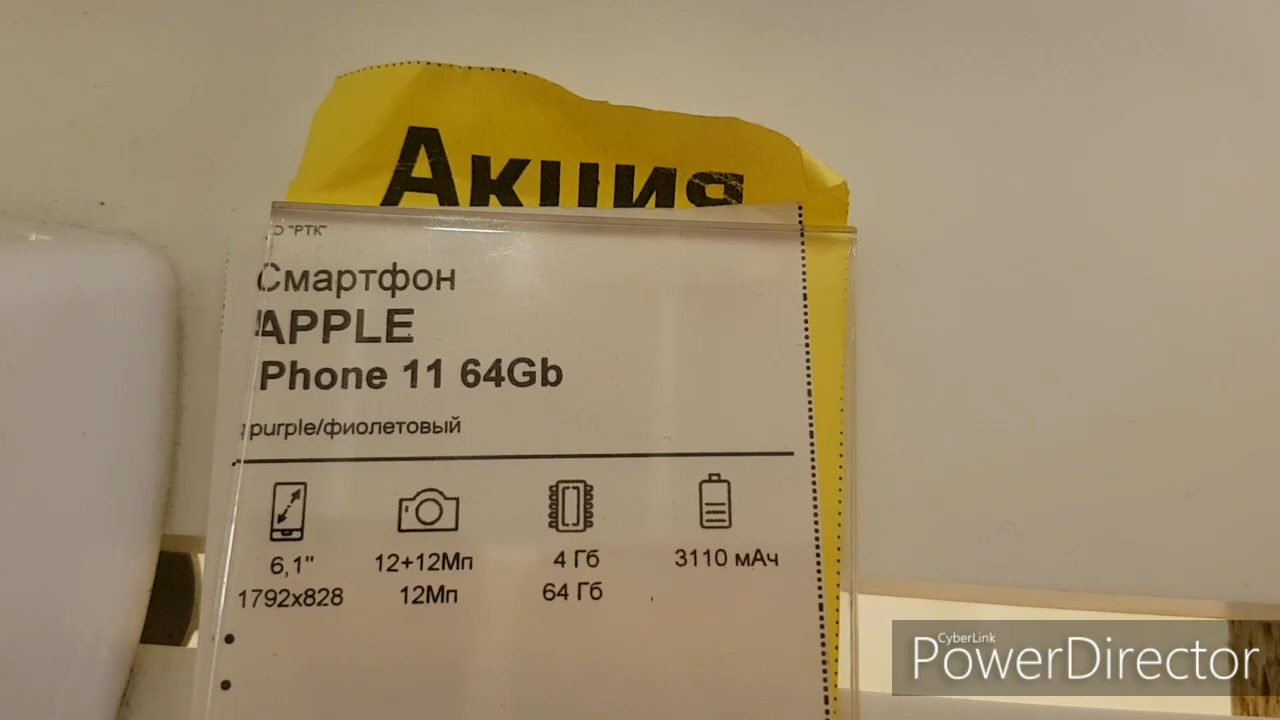 Акция
О "РТК"
Смартфон
APPLE
iPhone 11 64Gb
purple/фиолетовый
6,1" 12+12Мп 4 Гб 3110 мАч
1792x828 12Мп 64 Гб
CyberLink
PowerDirector